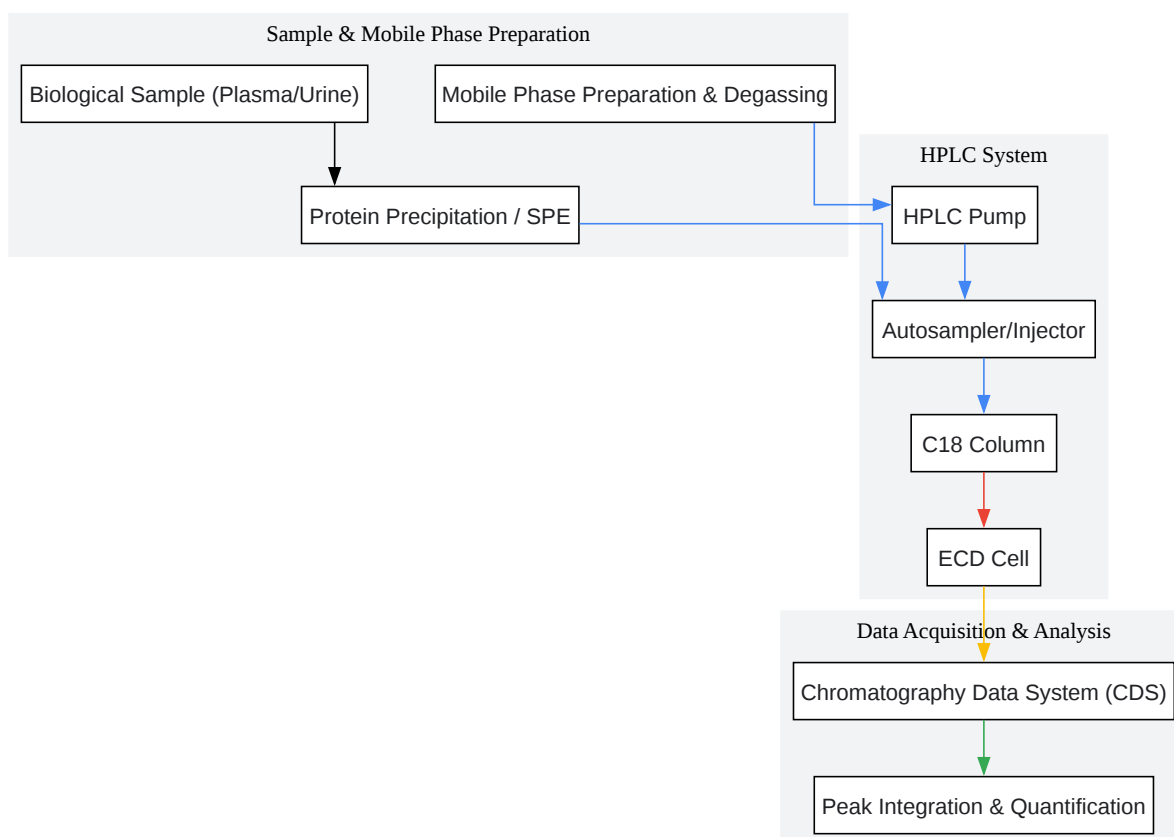 Sample & Mobile Phase Preparation
Biological Sample (Plasma/Urine)
Mobile Phase Preparation & Degassing
Protein Precipitation / SPE
HPLC System
HPLC Pump
Autosampler/Injector
C18 Column
ECD Cell
Data Acquisition & Analysis
Chromatography Data System (CDS)
Peak Integration & Quantification